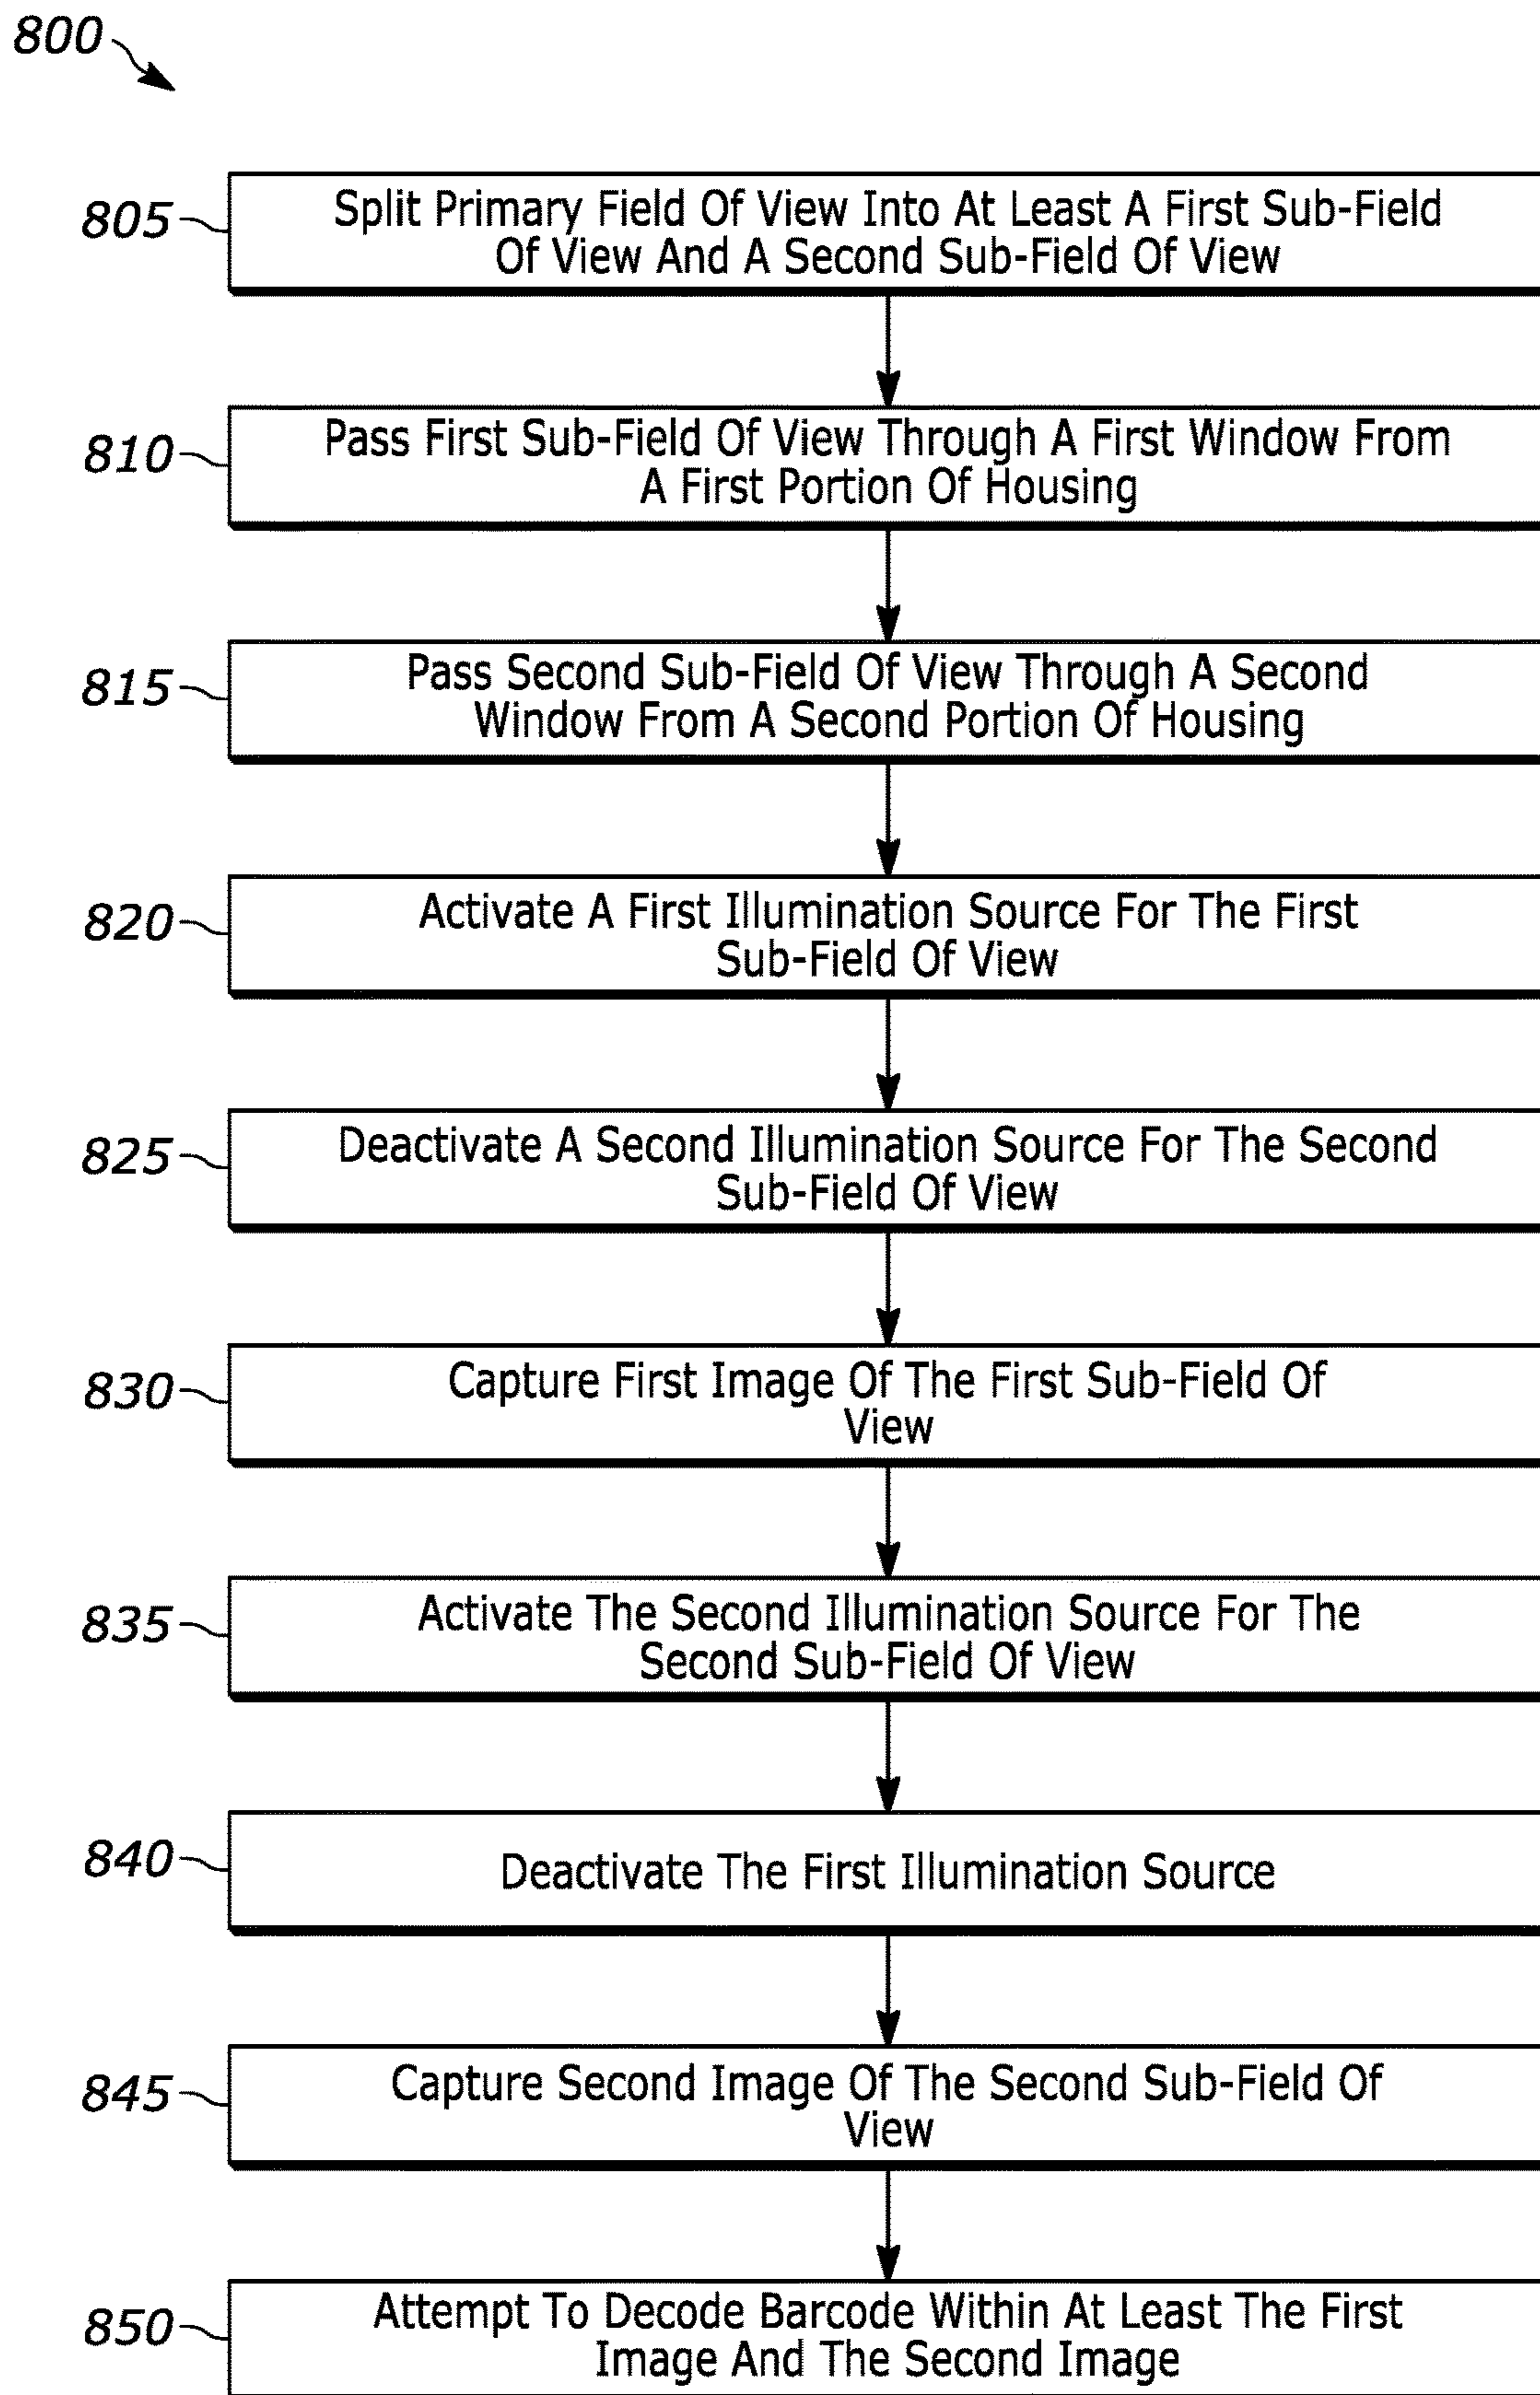 800
805
Split Primary Field Of View Into At Least A First Sub-Field
Of View And A Second Sub-Field Of View
810
Pass First Sub-Field Of View Through A First Window From
A First Portion Of Housing
815
Pass Second Sub-Field Of View Through A Second
Window From A Second Portion Of Housing
820
Activate A First Illumination Source For The First
Sub-Field Of View
825
Deactivate A Second Illumination Source For The Second
Sub-Field Of View
830
Capture First Image Of The First Sub-Field Of
View
835
Activate The Second Illumination Source For The
Second Sub-Field Of View
840
Deactivate The First Illumination Source
845
Capture Second Image Of The Second Sub-Field Of
View
850
Attempt To Decode Barcode Within At Least The First
Image And The Second Image